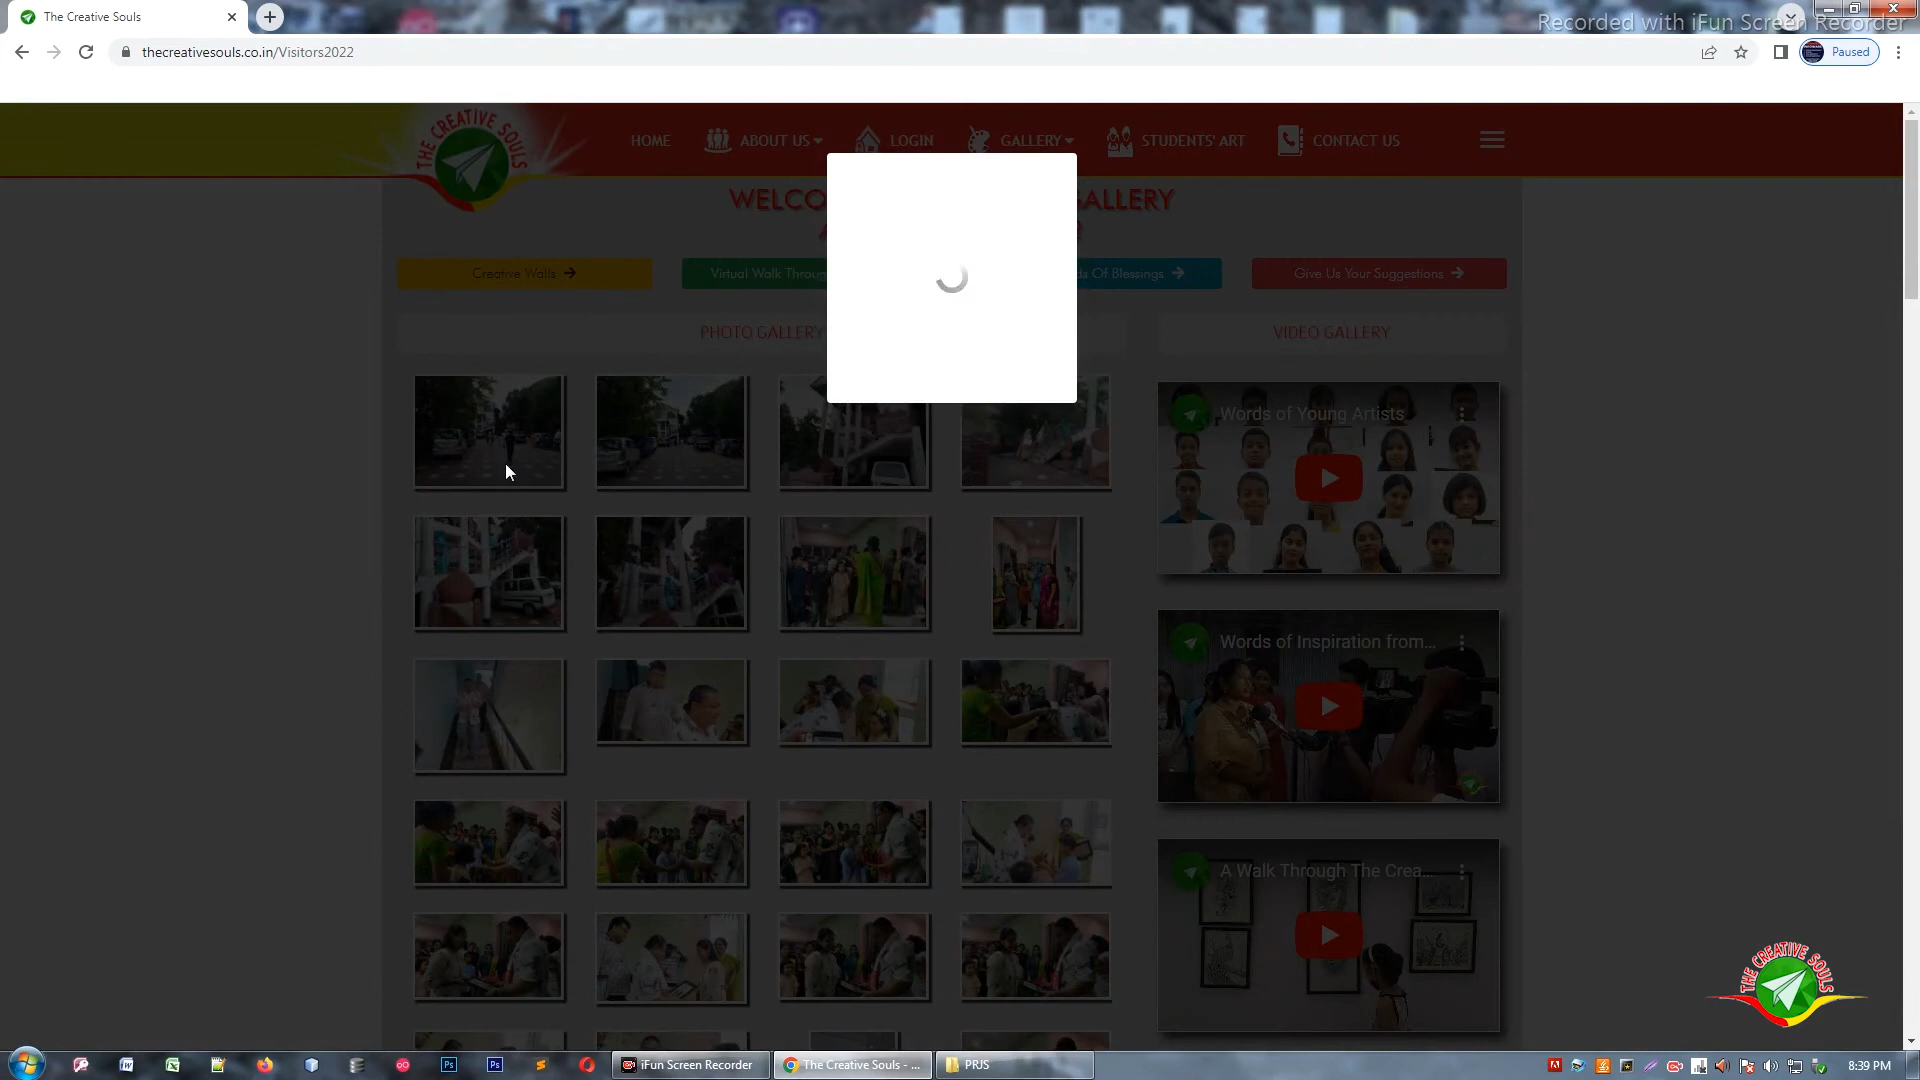 The Creative Souls
Recorded with iFun Screen Recorder
thecreativesouls.co.in/Visitors2022
Paused
THE CREATIVE SOULS
HOME
ABOUT US
LOGIN
GALLERY
STUDENTS' ART
CONTACT US
WELCO
GALLERY
Creative Walls
Virtual Walk Throug
Of Blessings
Give Us Your Suggestions
PHOTO GALLERY
VIDEO GALLERY
Words of Young Artists
Words of Inspiration from...
A Walk Through The Crea...
THE CREATIVE SOULS
iFun Screen Recorder
The Creative Souls - ...
PRJS
8:39 PM